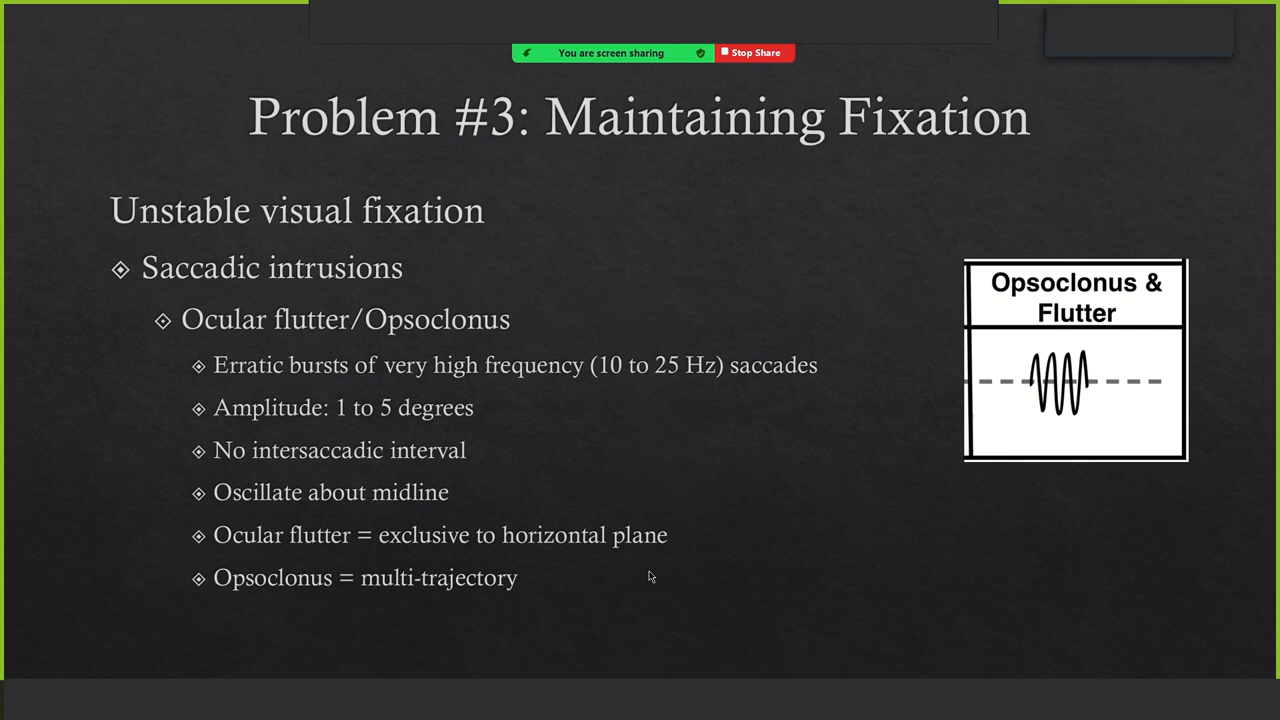 You are screen sharing
Stop Share
Problem #3: Maintaining Fixation
Unstable visual fixation
Saccadic intrusions
Ocular flutter/Opsoclonus
Erratic bursts of very high frequency (10 to 25 Hz) saccades
Amplitude: 1 to 5 degrees
No intersaccadic interval
Oscillate about midline
Ocular flutter = exclusive to horizontal plane
Opsoclonus = multi-trajectory
Opsoclonus &
Flutter